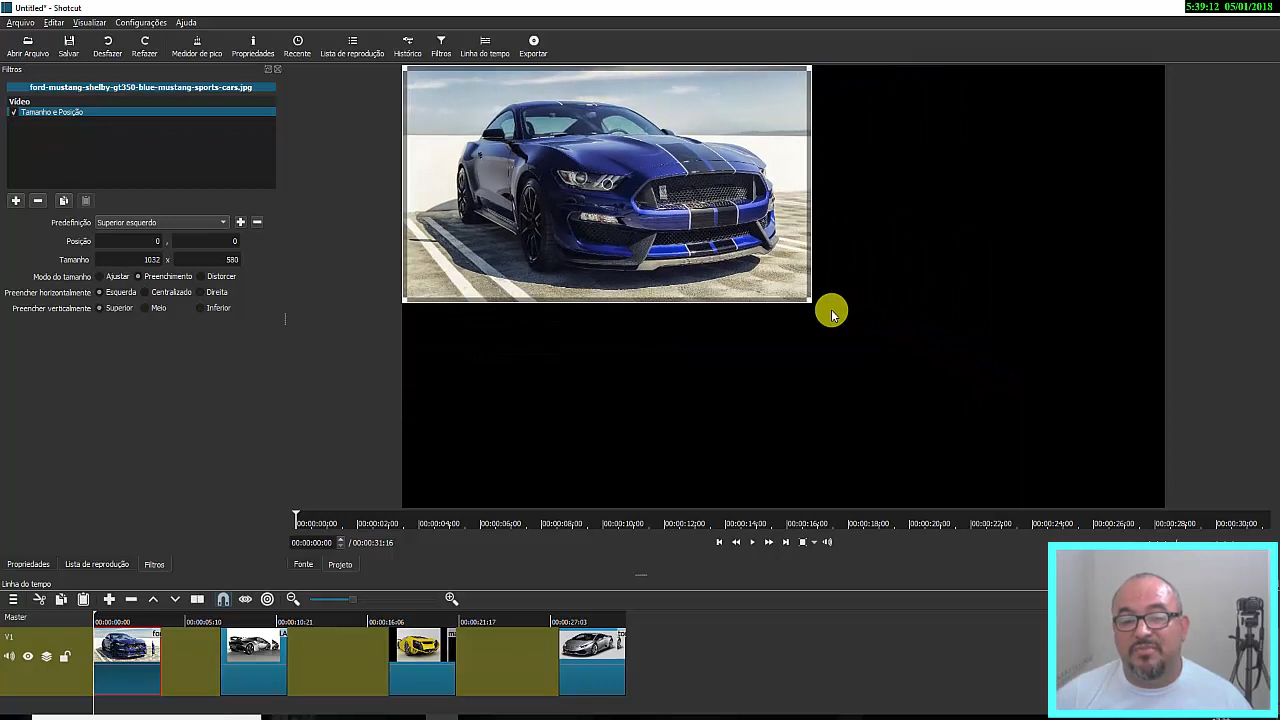 Untitled* - Shotcut
5:39:12 05/01/2018
Arquivo Editar Visualizar Configurações Ajuda
Abrir Arquivo Salvar Desfazer Refazer Medidor de pico Propriedades Recente Lista de reprodução Histórico Filtros Linha do tempo Exportar
Filtros
ford-mustang-shelby-gt350-blue-mustang-sports-cars.jpg
Vídeo
✓ Tamanho e Posição
Predefinição Superior esquerdo
Posição 0 , 0
Tamanho 1032 x 580
Modo do tamanho Ajustar Preenchimento Distorcer
Preencher horizontalmente Esquerda Centralizado Direita
Preencher verticalmente Superior Meio Inferior
00:00:00;00 00:00:02;00 00:00:04;00 00:00:06;00 00:00:08;00 00:00:10;00 00:00:12;00 00:00:14;00 00:00:16;00 00:00:18;00 00:00:20;00 00:00:22;00 00:00:24;00 00:00:26;00 00:00:28;00 00:00:30;00
00:00:00;00 / 00:00:31;16
Propriedades Lista de reprodução Filtros
Fonte Projeto
Linha do tempo
Master
00:00:00;00 00:00:05;10 00:00:10;21 00:00:16;06 00:00:21;17 00:00:27;03
V1